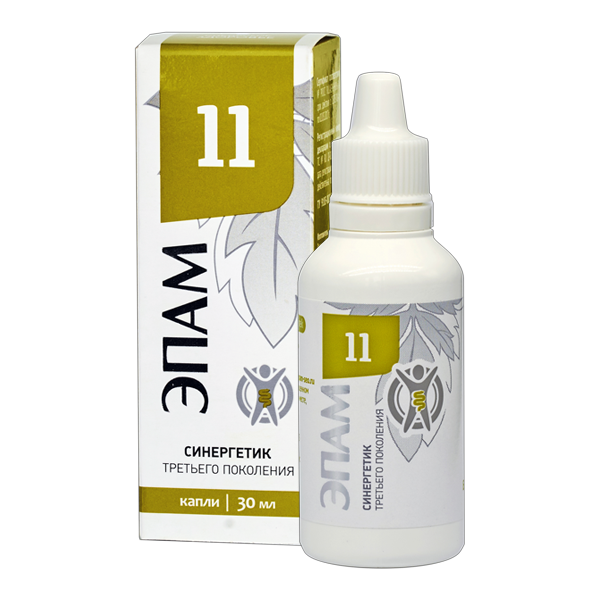 11
ЭПАМ
СИНЕРГЕТИК
ТРЕТЬЕГО ПОКОЛЕНИЯ
капли | 30 мл
11
ЭПАМ
СИНЕРГЕТИК
ТРЕТЬЕГО ПОКОЛЕНИЯ